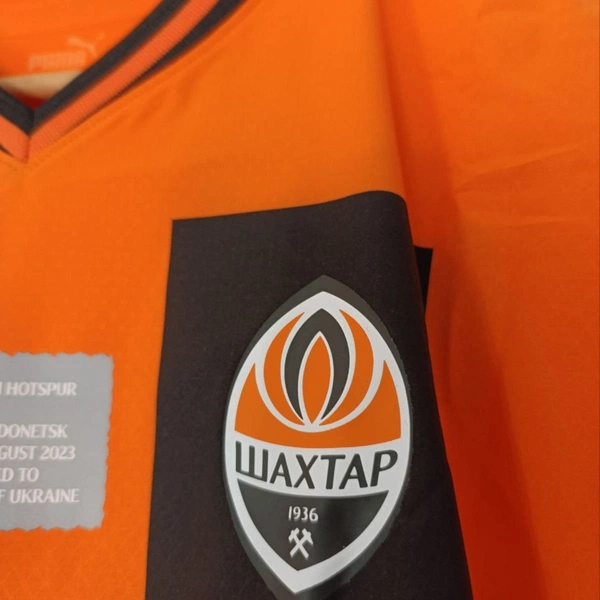 PUMA
HOTSPUR
DONETSK
GUST 2023
ED TO
F UKRAINE
ШАХТАР
1936